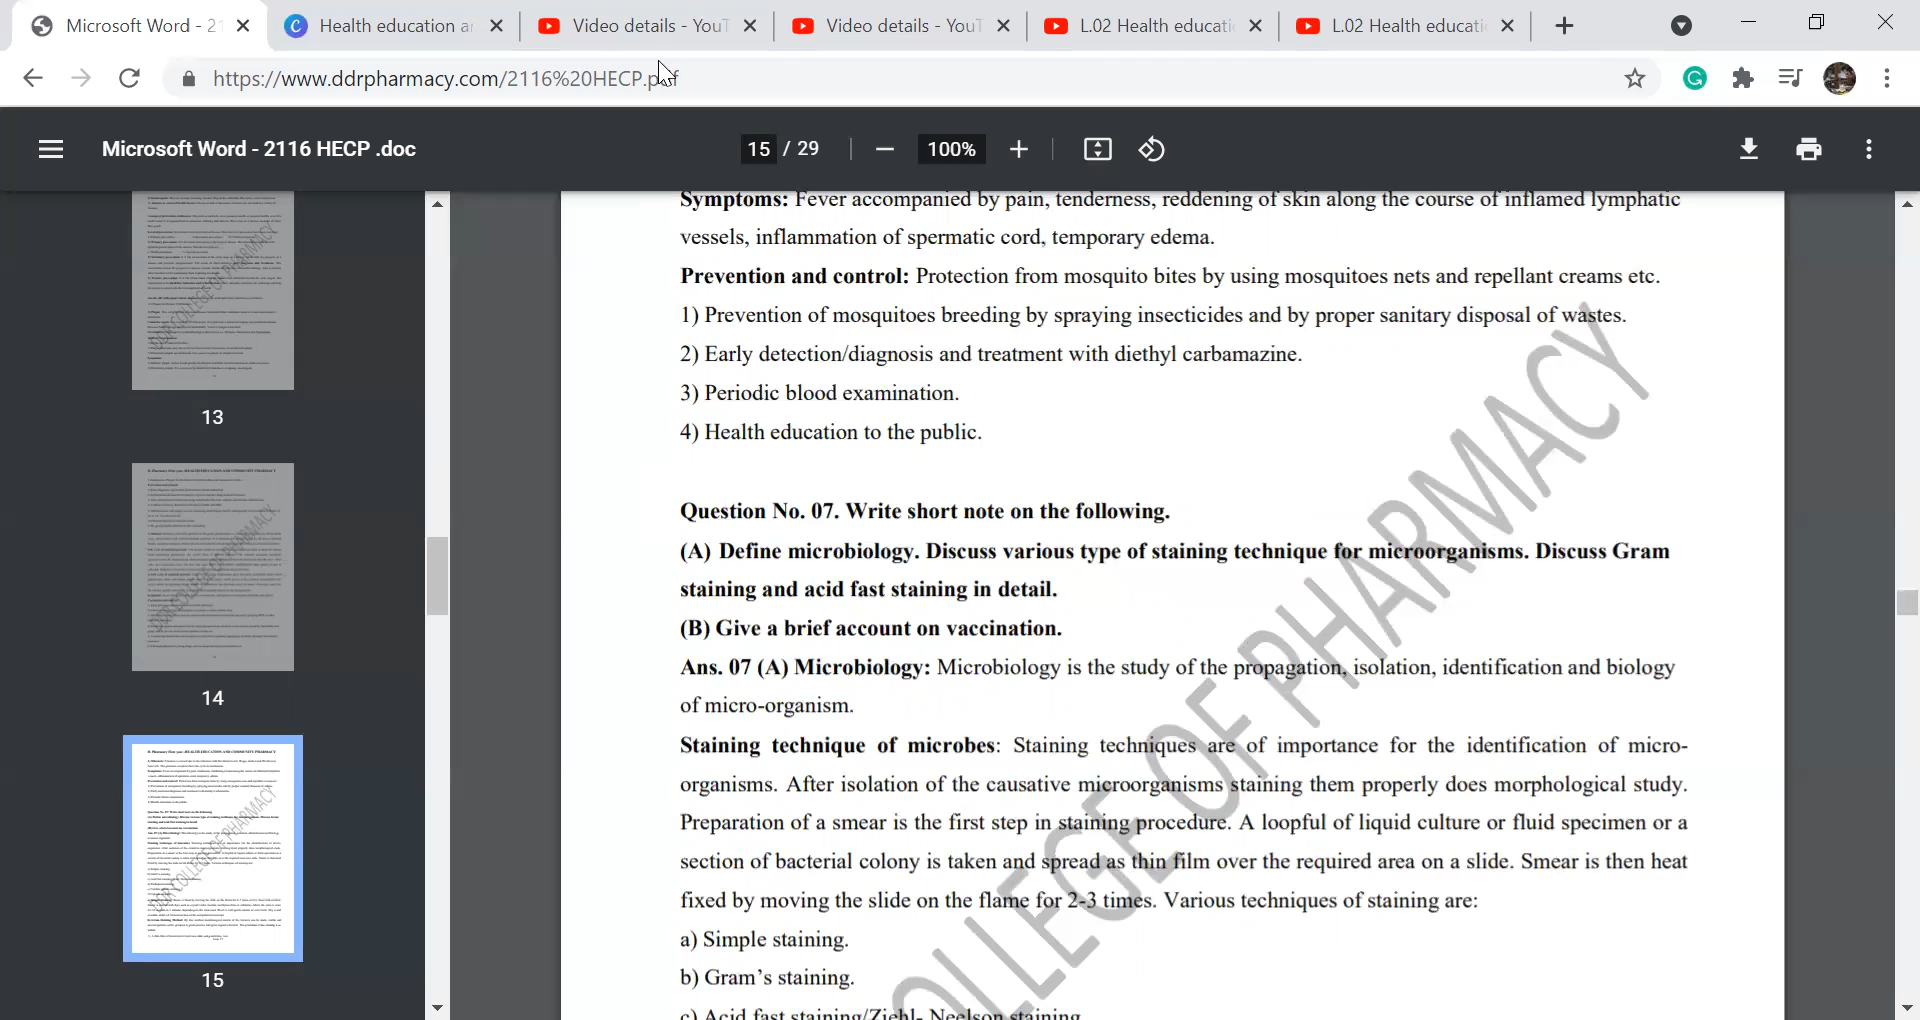 Microsoft Word - 21
Health education a
Video details - YouT
Video details - YouT
L.02 Health educati
L.02 Health educati
https://www.ddrpharmacy.com/2116%20HECP.pdf
Microsoft Word - 2116 HECP .doc
15 / 29
100%
13
14
15
Symptoms: Fever accompanied by pain, tenderness, reddening of skin along the course of inflamed lymphatic
vessels, inflammation of spermatic cord, temporary edema.
Prevention and control: Protection from mosquito bites by using mosquitoes nets and repellant creams etc.
1) Prevention of mosquitoes breeding by spraying insecticides and by proper sanitary disposal of wastes.
2) Early detection/diagnosis and treatment with diethyl carbamazine.
3) Periodic blood examination.
4) Health education to the public.
Question No. 07. Write short note on the following.
(A) Define microbiology. Discuss various type of staining technique for microorganisms. Discuss Gram
staining and acid fast staining in detail.
(B) Give a brief account on vaccination.
Ans. 07 (A) Microbiology: Microbiology is the study of the propagation, isolation, identification and biology
of micro-organism.
Staining technique of microbes: Staining techniques are of importance for the identification of micro-
organisms. After isolation of the causative microorganisms staining them properly does morphological study.
Preparation of a smear is the first step in staining procedure. A loopful of liquid culture or fluid specimen or a
section of bacterial colony is taken and spread as thin film over the required area on a slide. Smear is then heat
fixed by moving the slide on the flame for 2-3 times. Various techniques of staining are:
a) Simple staining.
b) Gram's staining.
c) Acid fast staining/Ziehl- Neelson staining
COLLEGE OF PHARMACY